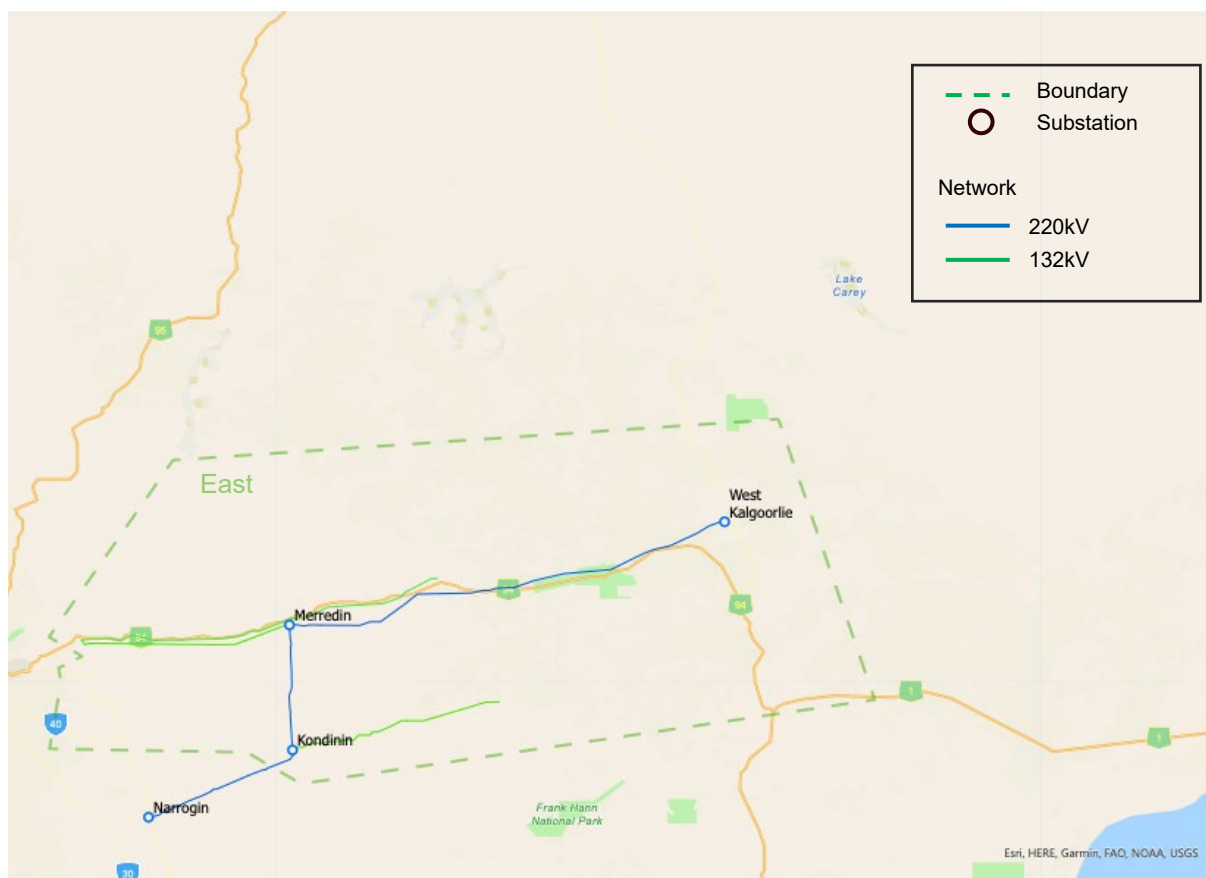 Boundary
Substation
Network
220kV
132kV
Lake
Carey
95
East
West
Kalgoorlie
94
Merredin
94
1
40
1
Kondinin
Narrogin
Frank Hann
National Park
Esri, HERE, Garmin, FAO, NOAA, USGS
30